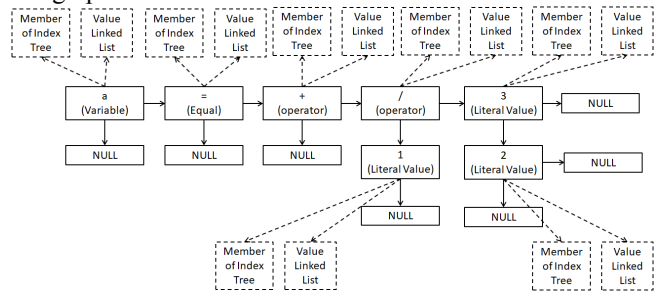 Member
of Index
Tree
Value
Linked
List
Member
of Index
Tree
Value
Linked
List
Member
of Index
Tree
Value
Linked
List
Member
of Index
Tree
Value
Linked
List
Member
of Index
Tree
Value
Linked
List
a
(Variable)
=
(Equal)
+
(operator)
/
(operator)
3
(Literal Value)
NULL
NULL
NULL
NULL
1
(Literal Value)
2
(Literal Value)
NULL
NULL
NULL
Member
of Index
Tree
Value
Linked
List
Member
of Index
Tree
Value
Linked
List